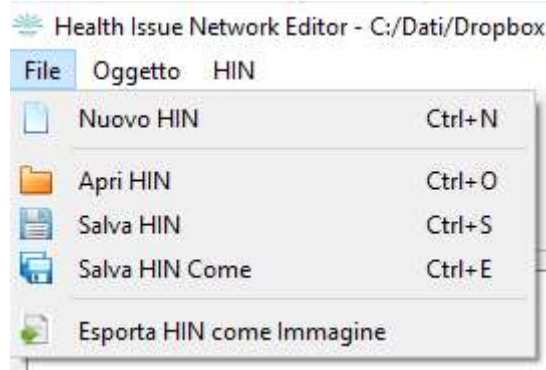 Health Issue Network Editor - C:/Dati/Dropbox
File Oggetto HIN
Nuovo HIN Ctrl+N
Apri HIN Ctrl+O
Salva HIN Ctrl+S
Salva HIN Come Ctrl+E
Esporta HIN come Immagine